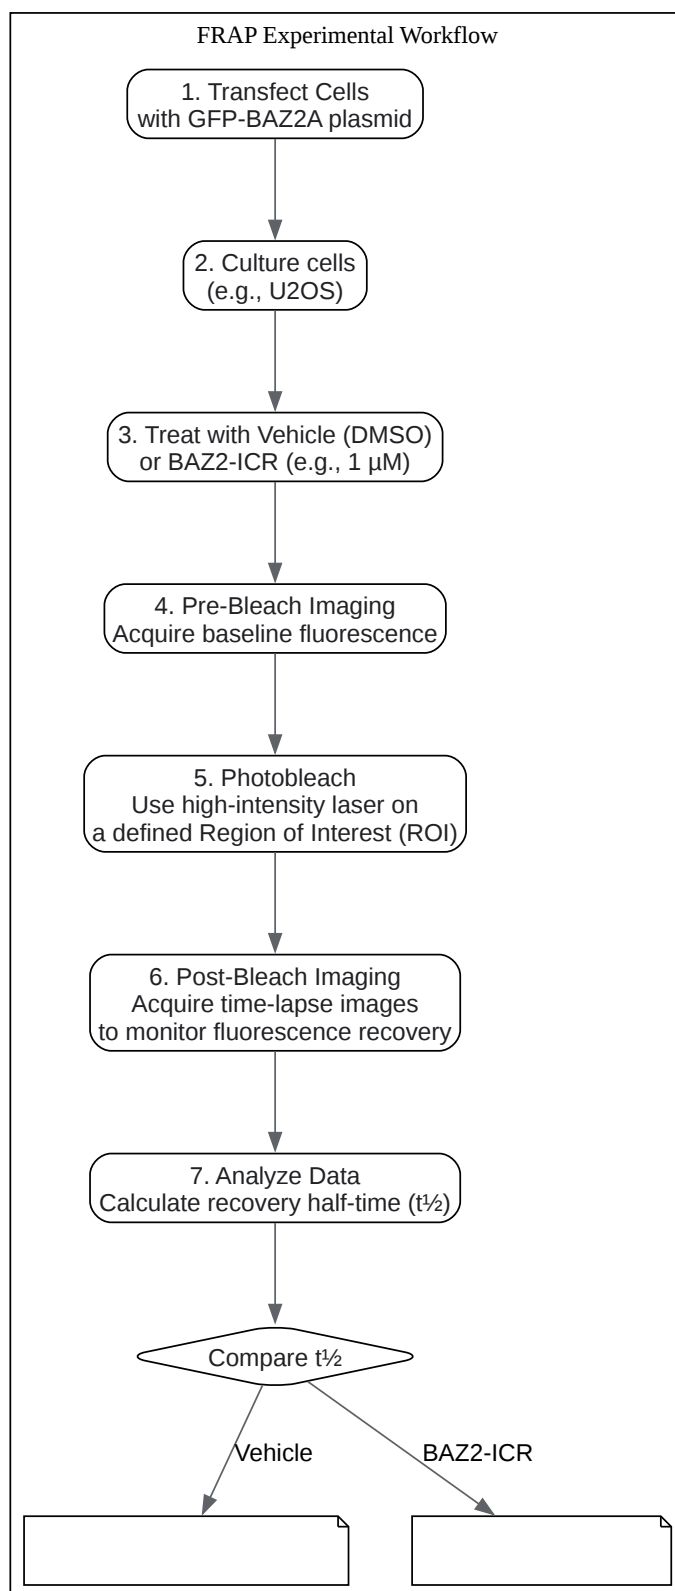 FRAP Experimental Workflow
1. Transfect Cells
with GFP-BAZ2A plasmid
2. Culture cells
(e.g., U2OS)
3. Treat with Vehicle (DMSO)
or BAZ2-ICR (e.g., 1 µM)
4. Pre-Bleach Imaging
Acquire baseline fluorescence
5. Photobleach
Use high-intensity laser on
a defined Region of Interest (ROI)
6. Post-Bleach Imaging
Acquire time-lapse images
to monitor fluorescence recovery
7. Analyze Data
Calculate recovery half-time (t½)
Compare t½
Vehicle
BAZ2-ICR